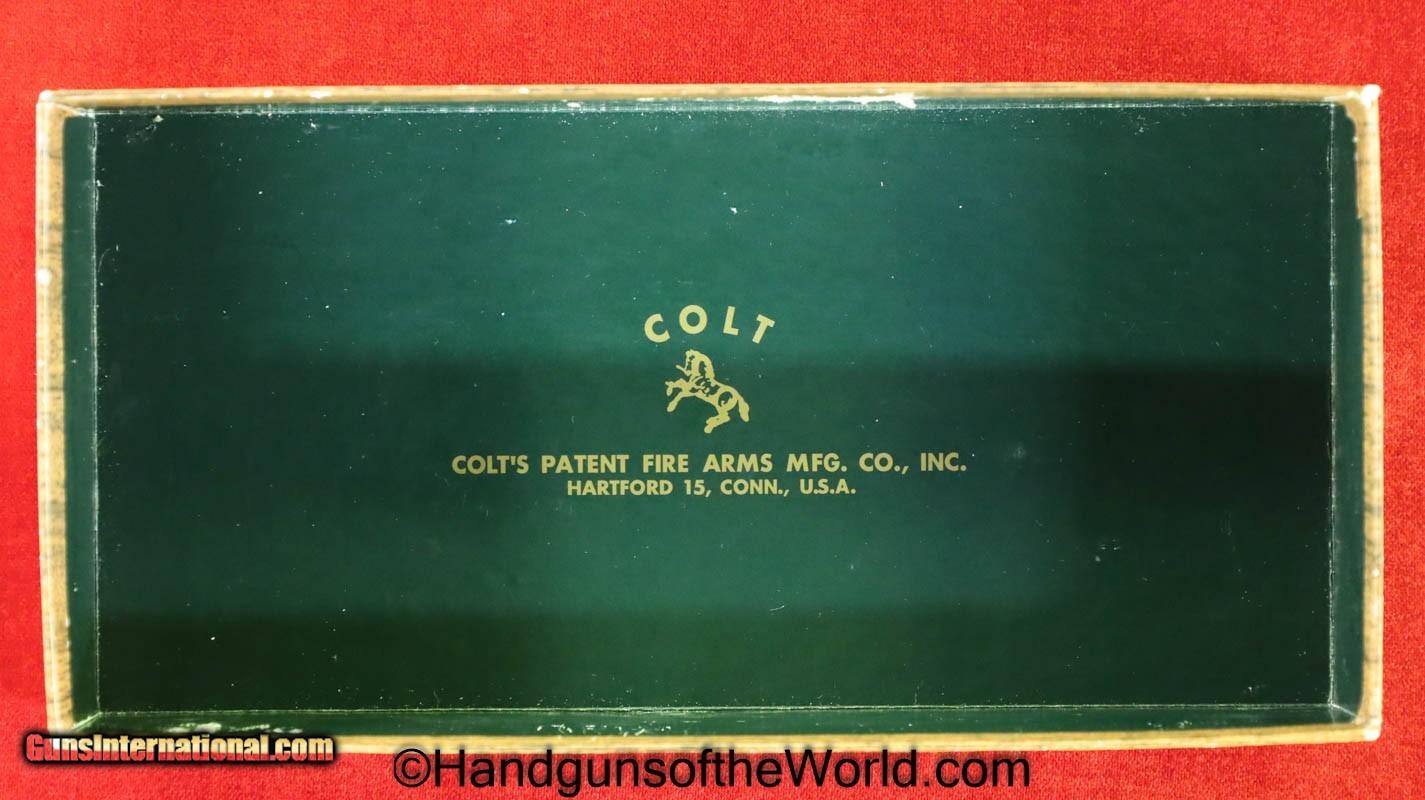 COLT
COLT'S PATENT FIRE ARMS MFG. CO., INC.
HARTFORD 15, CONN., U.S.A.
GunsInternational.com
©HandgunsoftheWorld.com